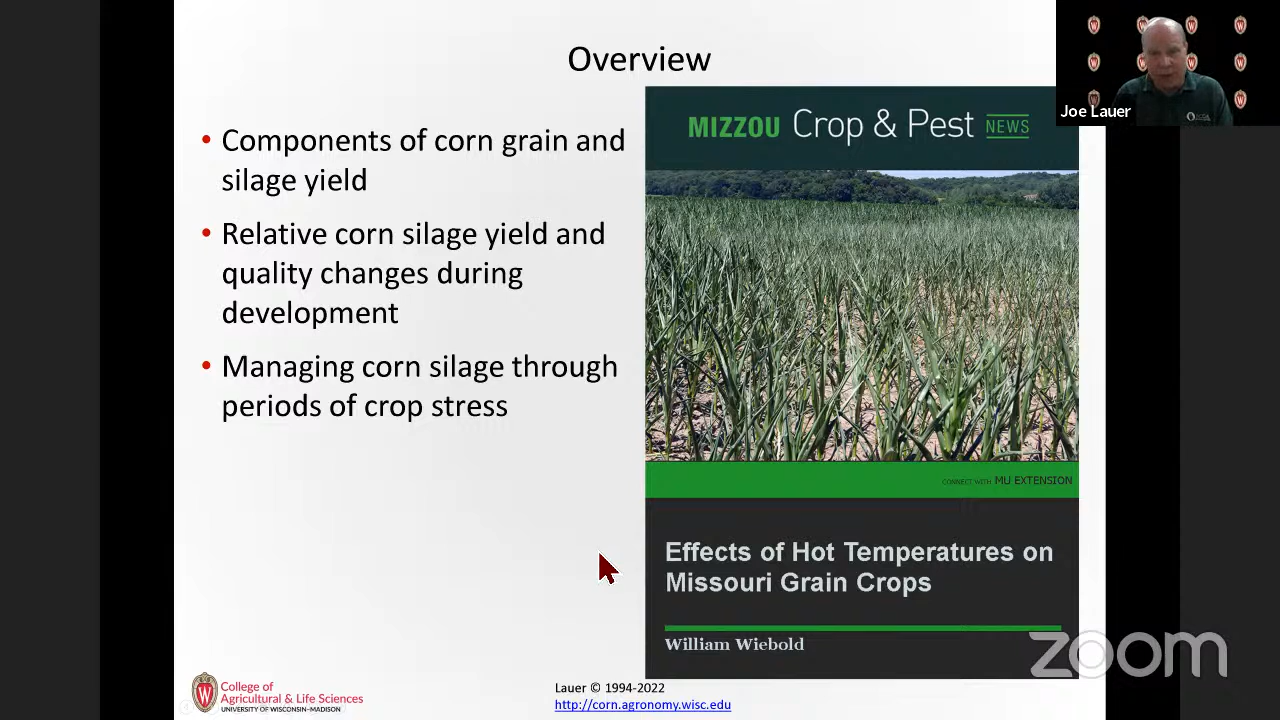 Overview
• Components of corn grain and
silage yield
• Relative corn silage yield and
quality changes during
development
• Managing corn silage through
periods of crop stress
MIZZOU Crop & Pest NEWS
CONNECT WITH MU EXTENSION
Effects of Hot Temperatures on
Missouri Grain Crops
William Wiebold
Joe Lauer
College of
Agricultural & Life Sciences
UNIVERSITY OF WISCONSIN-MADISON
Lauer © 1994-2022
http://corn.agronomy.wisc.edu
zoom